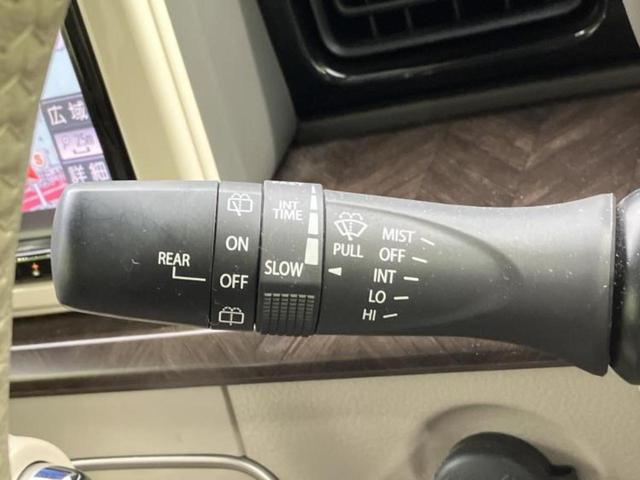 広域
詳細
REAR
ON
OFF
INT
TIME
SLOW
PULL
MIST
OFF
INT
LO
HI